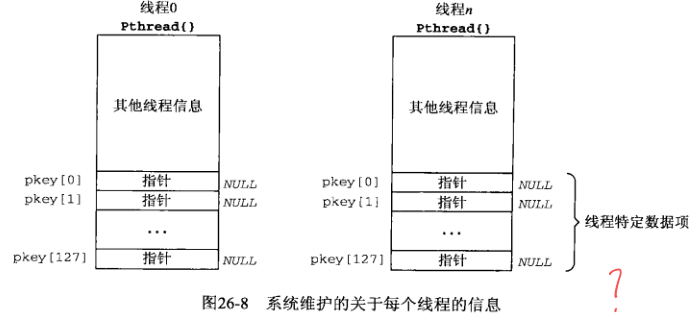 线程0
Pthread{}
其他线程信息
pkey[0] 指针 NULL
pkey[1] 指针 NULL
...
pkey[127] 指针 NULL
线程n
Pthread{}
其他线程信息
pkey[0] 指针 NULL
pkey[1] 指针 NULL
...
pkey[127] 指针 NULL
线程特定数据项
?
图26-8 系统维护的关于每个线程的信息